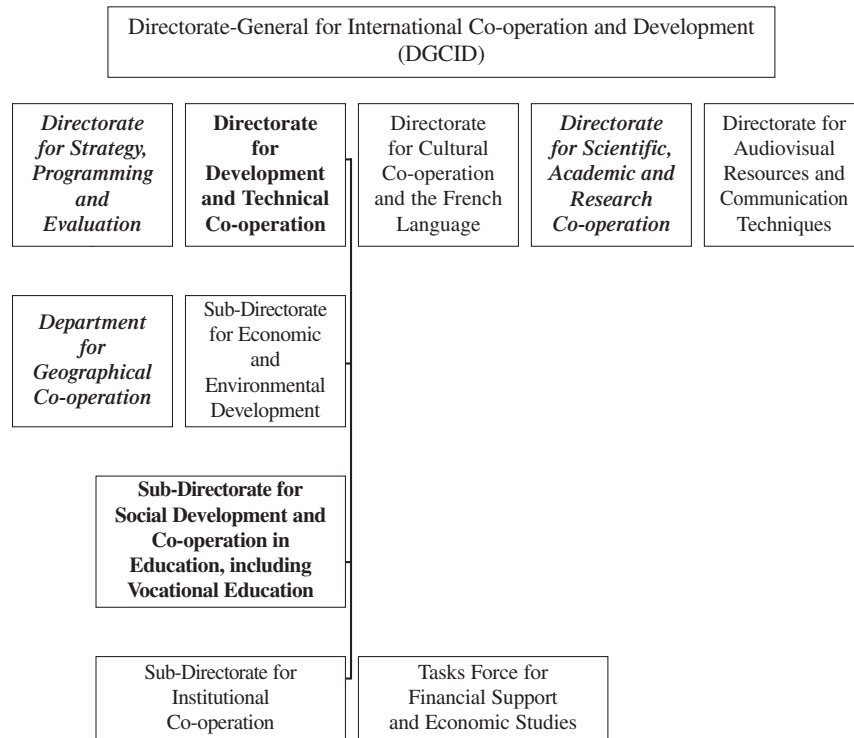 Directorate-General for International Co-operation and Development
(DGCID)
Directorate
for Strategy,
Programming
and
Evaluation
Directorate
for
Development
and Technical
Co-operation
Directorate
for Cultural
Co-operation
and the French
Language
Directorate
for Scientific,
Academic and
Research
Co-operation
Directorate for
Audiovisual
Resources and
Communication
Techniques
Department
for
Geographical
Co-operation
Sub-Directorate
for Economic
and
Environmental
Development
Sub-Directorate for
Social Development and
Co-operation in
Education, including
Vocational Education
Sub-Directorate for
Institutional
Co-operation
Tasks Force for
Financial Support
and Economic Studies